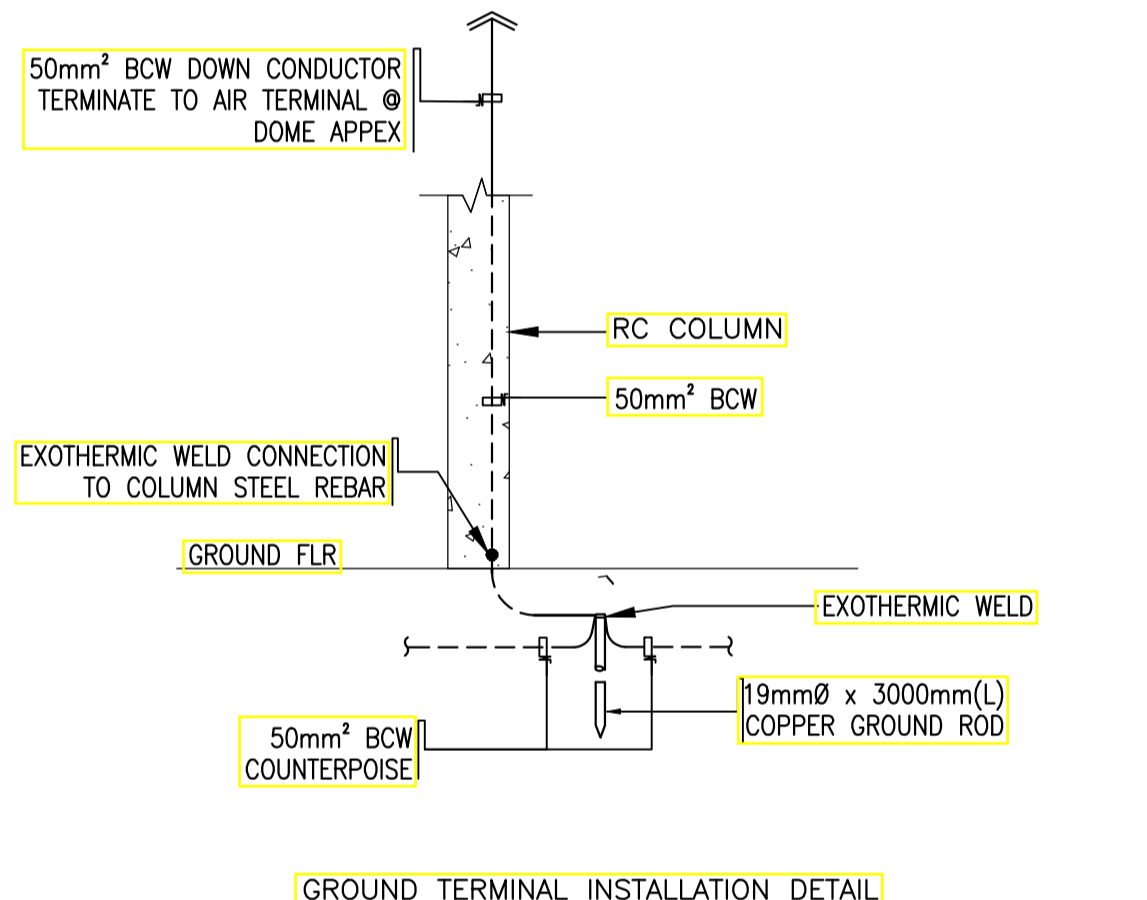 50mm² BCW DOWN CONDUCTOR
TERMINATE TO AIR TERMINAL @
DOME APPEX
RC COLUMN
50mm² BCW
EXOTHERMIC WELD CONNECTION
TO COLUMN STEEL REBAR
GROUND FLR
EXOTHERMIC WELD
19mmØ x 3000mm(L)
COPPER GROUND ROD
50mm² BCW
COUNTERPOISE
GROUND TERMINAL INSTALLATION DETAIL